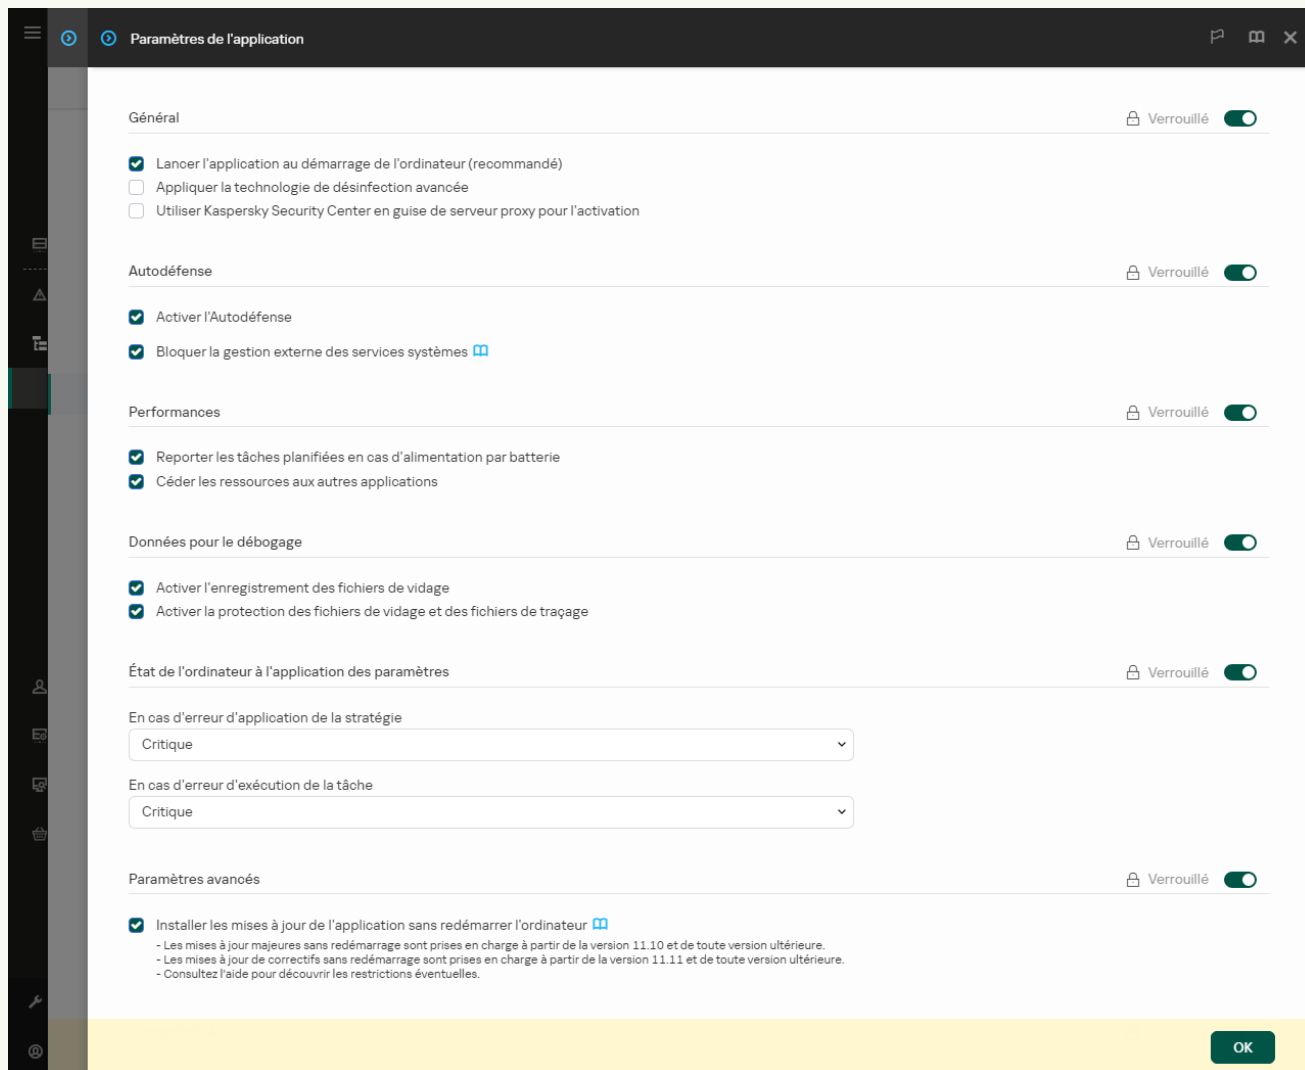 Paramètres de l'application
Général
Verrouillé
Lancer l'application au démarrage de l'ordinateur (recommandé)
Appliquer la technologie de désinfection avancée
Utiliser Kaspersky Security Center en guise de serveur proxy pour l'activation
Autodéfense
Verrouillé
Activer l'Autodéfense
Bloquer la gestion externe des services systèmes
Performances
Verrouillé
Reporter les tâches planifiées en cas d'alimentation par batterie
Céder les ressources aux autres applications
Données pour le débogage
Verrouillé
Activer l'enregistrement des fichiers de vidage
Activer la protection des fichiers de vidage et des fichiers de traçage
État de l'ordinateur à l'application des paramètres
Verrouillé
En cas d'erreur d'application de la stratégie
Critique
En cas d'erreur d'exécution de la tâche
Critique
Paramètres avancés
Verrouillé
Installer les mises à jour de l'application sans redémarrer l'ordinateur
- Les mises à jour majeures sans redémarrage sont prises en charge à partir de la version 11.10 et de toute version ultérieure.
- Les mises à jour de correctifs sans redémarrage sont prises en charge à partir de la version 11.11 et de toute version ultérieure.
- Consultez l'aide pour découvrir les restrictions éventuelles.
OK